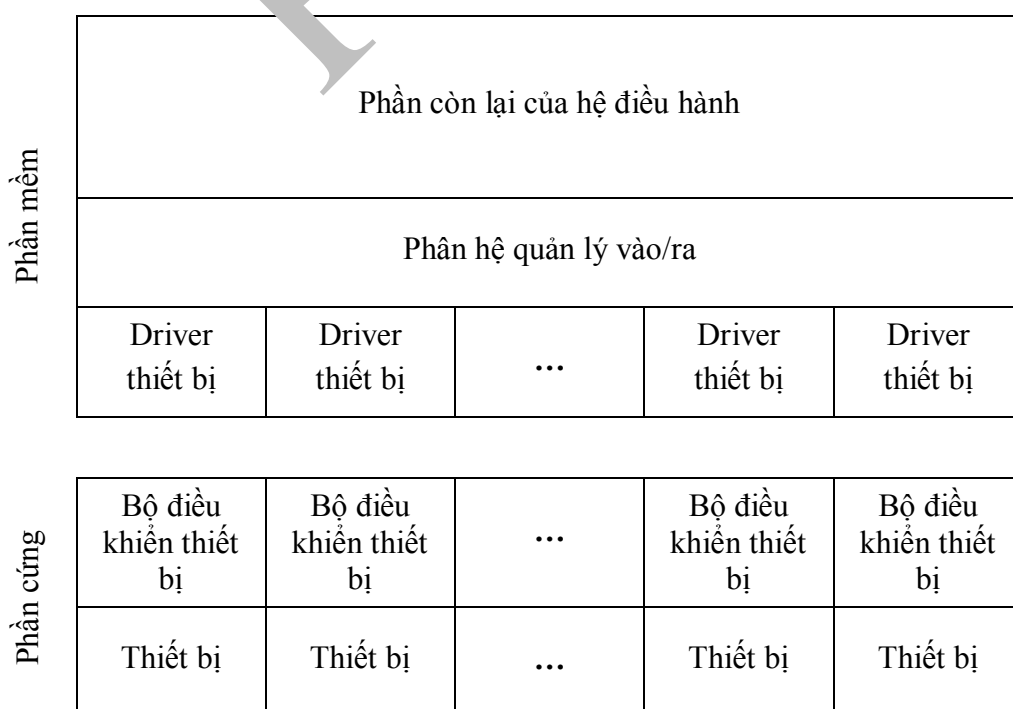 Phần mềm
Phần còn lại của hệ điều hành
Phân hệ quản lý vào/ra
Driver
thiết bị
Driver
thiết bị
...
Driver
thiết bị
Driver
thiết bị
Phần cứng
Bộ điều
khiển thiết
bị
Bộ điều
khiển thiết
bị
...
Bộ điều
khiển thiết
bị
Bộ điều
khiển thiết
bị
Thiết bị
Thiết bị
...
Thiết bị
Thiết bị